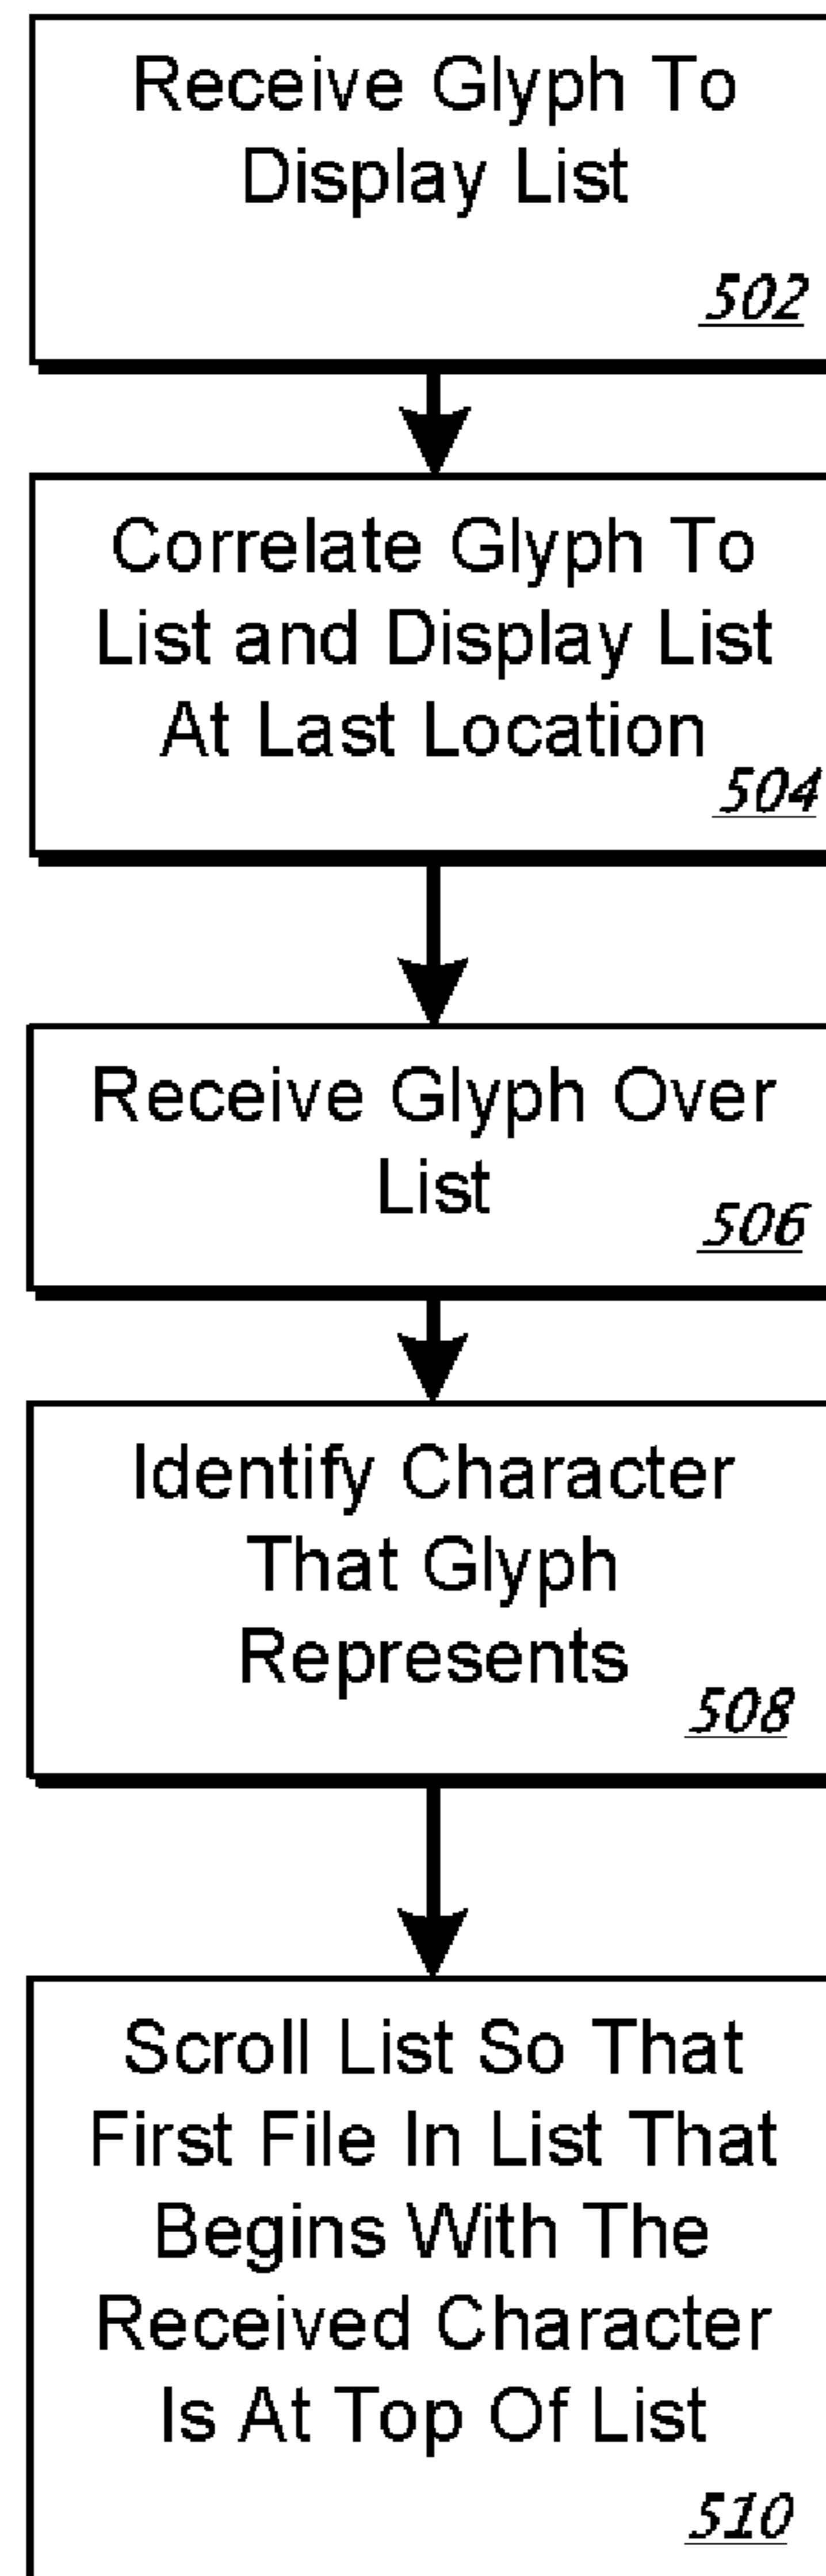 Receive Glyph To
Display List
502
Correlate Glyph To
List and Display List
At Last Location
504
Receive Glyph Over
List
506
Identify Character
That Glyph
Represents
508
Scroll List So That
First File In List That
Begins With The
Received Character
Is At Top Of List
510